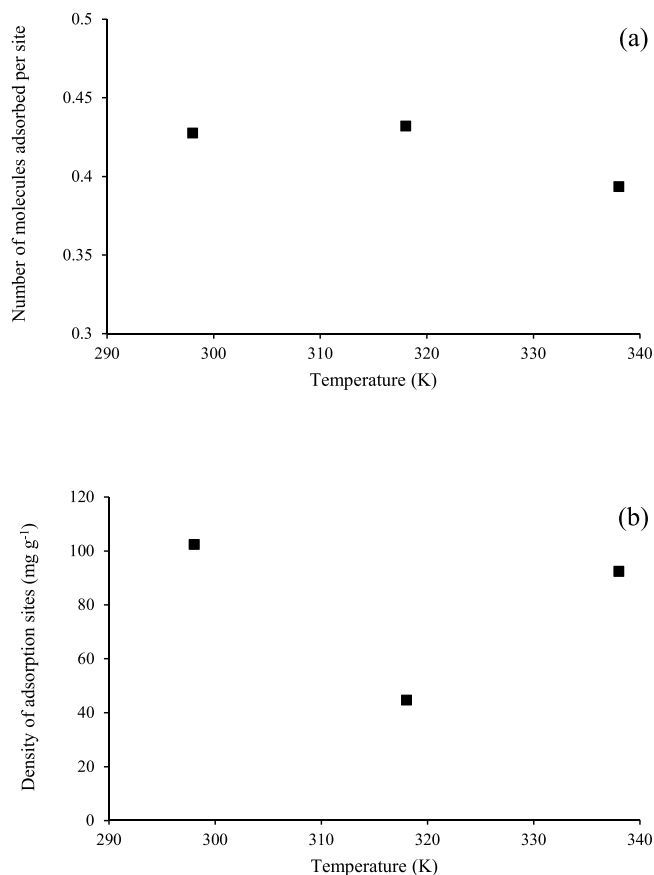 (a)
Number of molecules adsorbed per site
0.5
0.45
0.4
0.35
0.3
290 300 310 320 330 340
Temperature (K)
(b)
Density of adsorption sites (mg g⁻¹)
120
100
80
60
40
20
0
290 300 310 320 330 340
Temperature (K)